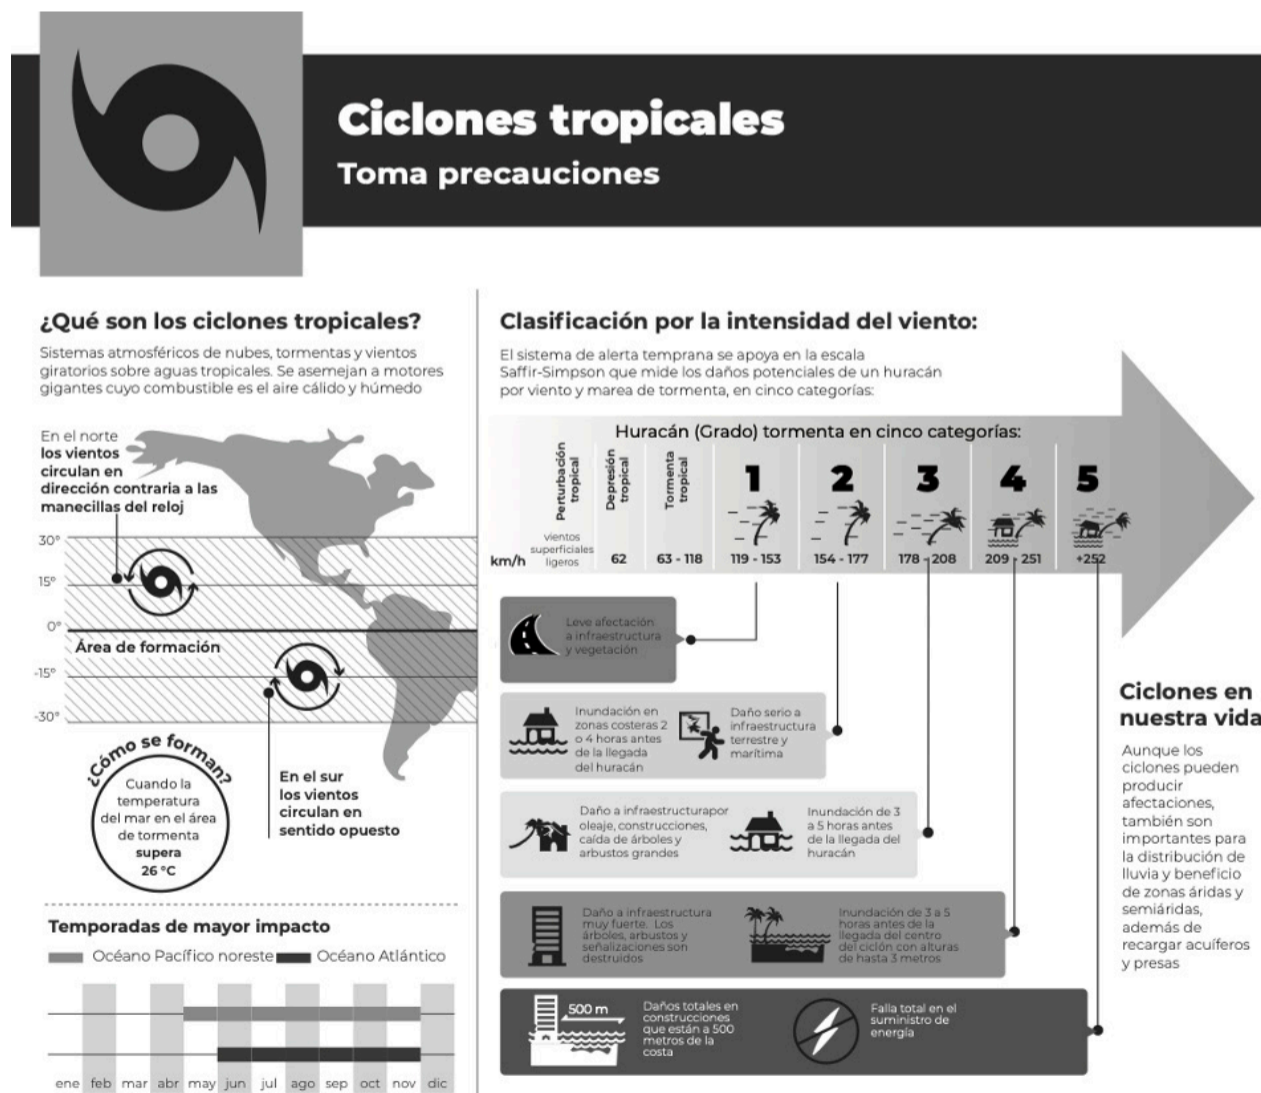 Ciclones tropicales
Toma precauciones
¿Qué son los ciclones tropicales?
Sistemas atmosféricos de nubes, tormentas y vientos
giratorios sobre aguas tropicales. Se asemejan a motores
gigantes cuyo combustible es el aire cálido y húmedo
En el norte
los vientos
circulan en
dirección contraria a las
manecillas del reloj
30°
15°
0°
Área de formación
-15°
-30°
¿Cómo se forman?
Cuando la
temperatura
del mar en el área
de tormenta
supera
26 °C
En el sur
los vientos
circulan en
sentido opuesto
Temporadas de mayor impacto
Océano Pacífico noreste
Océano Atlántico
ene feb mar abr may jun jul ago sep oct nov dic
Clasificación por la intensidad del viento:
El sistema de alerta temprana se apoya en la escala
Saffir-Simpson que mide los daños potenciales de un huracán
por viento y marea de tormenta, en cinco categorías:
Huracán (Grado) tormenta en cinco categorías:
Perturbación
tropical
Depresión
tropical
Tormenta
tropical
1 2 3 4 5
vientos
superficiales
ligeros
km/h
62
63 - 118
119 - 153
154 - 177
178 - 208
209 - 251
+252
Leve afectación
a infraestructura
y vegetación
Inundación en
zonas costeras 2
o 4 horas antes
de la llegada
del huracán
Daño serio a
infraestructura
terrestre y
marítima
Daño a infraestructurapor
oleaje, construcciones,
caída de árboles y
arbustos grandes
Inundación de 3
a 5 horas antes
de la llegada del
huracán
Daño a infraestructura
muy fuerte. Los
árboles, arbustos y
señalizaciones son
destruidos
Inundación de 3 a 5
horas antes de la
llegada del centro
del ciclón con alturas
de hasta 3 metros
500 m
Daños totales en
construcciones
que están a 500
metros de la
costa
Falla total en el
suministro de
energía
Ciclones en
nuestra vida
Aunque los
ciclones pueden
producir
afectaciones,
también son
importantes para
la distribución de
lluvia y beneficio
de zonas áridas y
semiáridas,
además de
recargar acuíferos
y presas